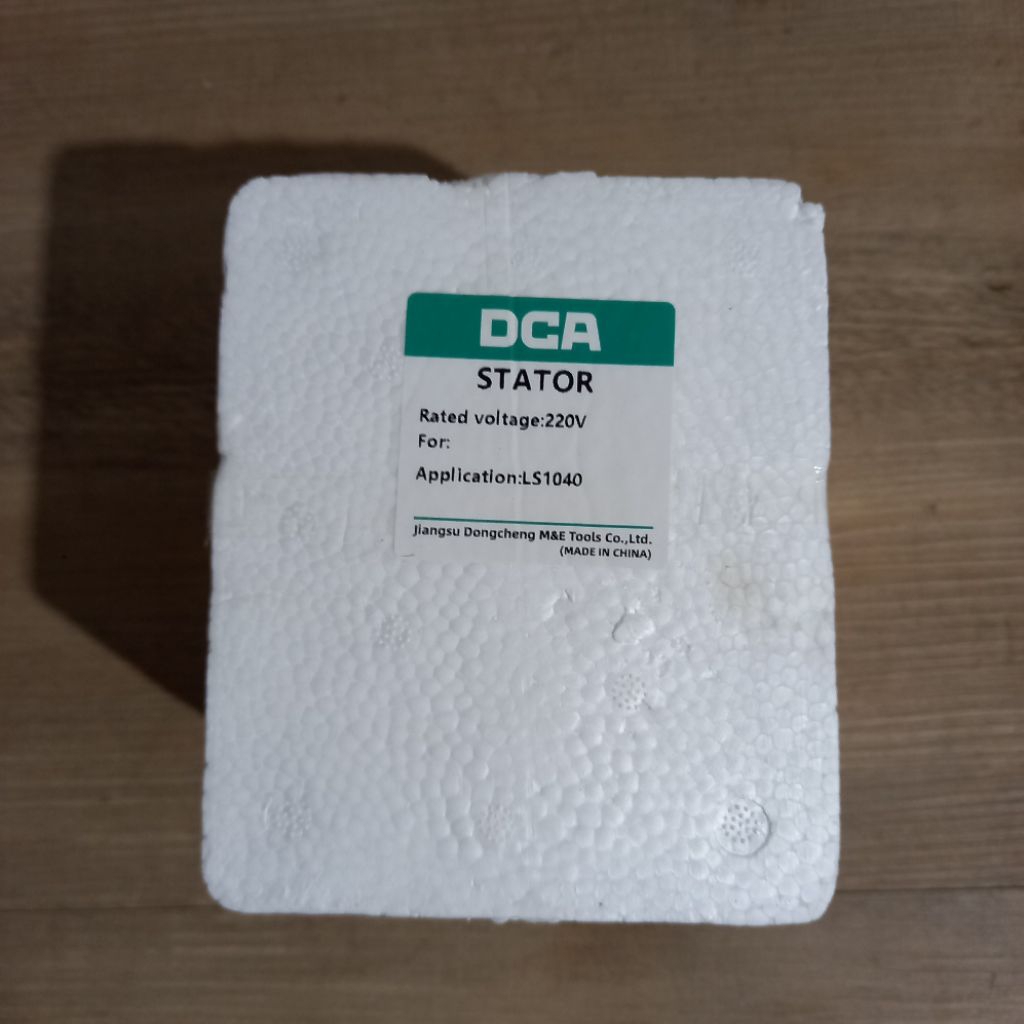 DCA
STATOR
Rated voltage:220V
For:
Application:LS1040
Jiangsu Dongcheng M&E Tools Co.,Ltd.
(MADE IN CHINA)